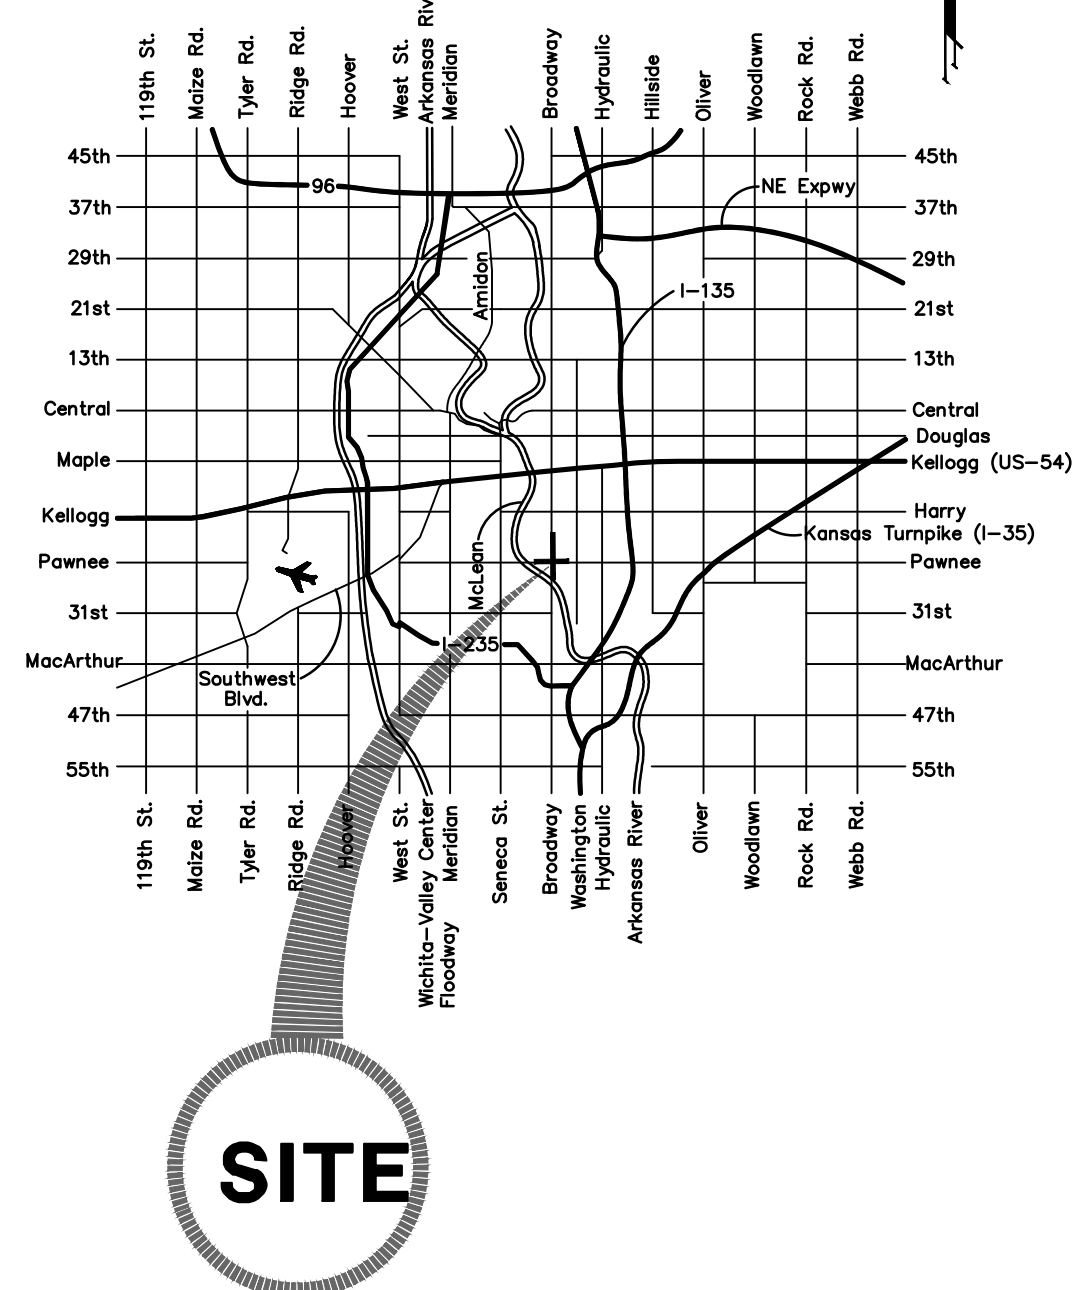 119th St.
Maize Rd.
Tyler Rd.
Ridge Rd.
Hoover
West St.
Arkansas Riv
Meridian
Broadway
Hydraulic
Hillside
Oliver
Woodlawn
Rock Rd.
Webb Rd.
45th
45th
96
NE Expwy
37th
37th
29th
29th
Amidon
I-135
21st
21st
13th
13th
Central
Central
Douglas
Maple
Kellogg (US-54)
Kellogg
Harry
Kansas Turnpike (I-35)
Pawnee
Pawnee
McLean
31st
31st
I-235
MacArthur
MacArthur
Southwest
Blvd.
47th
47th
55th
55th
119th St.
Maize Rd.
Tyler Rd.
Ridge Rd.
Hoover
West St.
Wichita-Valley Center
Floodway
Meridian
Seneca St.
Broadway
Washington
Hydraulic
Arkansas River
Oliver
Woodlawn
Rock Rd.
Webb Rd.
SITE